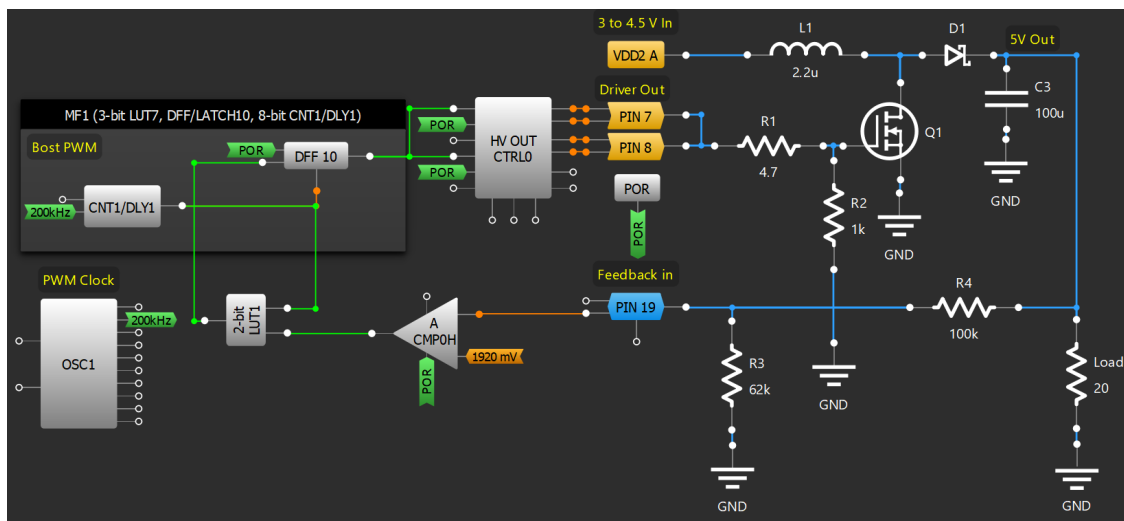 3 to 4.5 V In
VDD2 A
L1
2.2u
D1
5V Out
C3
100u
GND
Driver Out
PIN 7
PIN 8
R1
4.7
Q1
R2
1k
GND
MF1 (3-bit LUT7, DFF/LATCH10, 8-bit CNT1/DLY1)
Bost PWM
POR
DFF 10
CNT1/DLY1
200kHz
POR
POR
HV OUT
CTRL0
POR
POR
Feedback in
PIN 19
PWM Clock
OSC1
200kHz
2-bit
LUT1
A
CMP0H
1920 mV
POR
R3
62k
GND
GND
R4
100k
Load
20
GND